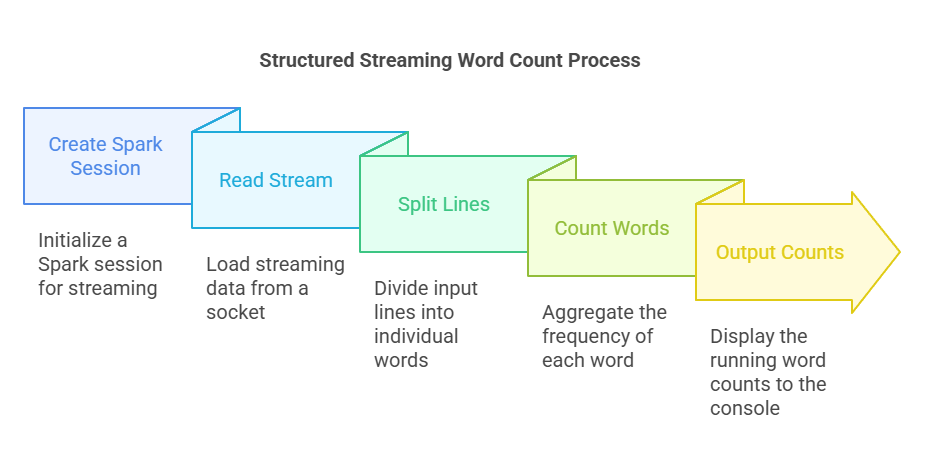 Structured Streaming Word Count Process
Create Spark
Session
Initialize a
Spark session
for streaming
Read Stream
Load streaming
data from a
socket
Split Lines
Divide input
lines into
individual
words
Count Words
Aggregate the
frequency of
each word
Output Counts
Display the
running word
counts to the
console